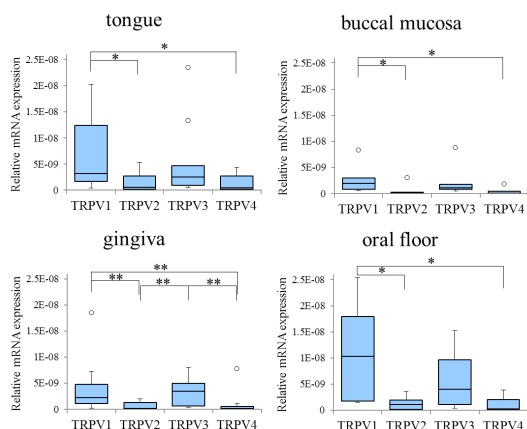 tongue
buccal mucosa
Relative mRNA expression
2.5E-08
2E-08
1.5E-08
1E-08
5E-09
0
*
*
TRPV1 TRPV2 TRPV3 TRPV4
Relative mRNA expression
2.5E-08
2E-08
1.5E-08
1E-08
5E-09
0
*
*
TRPV1 TRPV2 TRPV3 TRPV4
gingiva
oral floor
Relative mRNA expression
2.5E-08
2E-08
1.5E-08
1E-08
5E-09
0
**
** ** **
TRPV1 TRPV2 TRPV3 TRPV4
Relative mRNA expression
2.5E-08
2E-08
1.5E-08
1E-08
5E-09
0
*
*
TRPV1 TRPV2 TRPV3 TRPV4